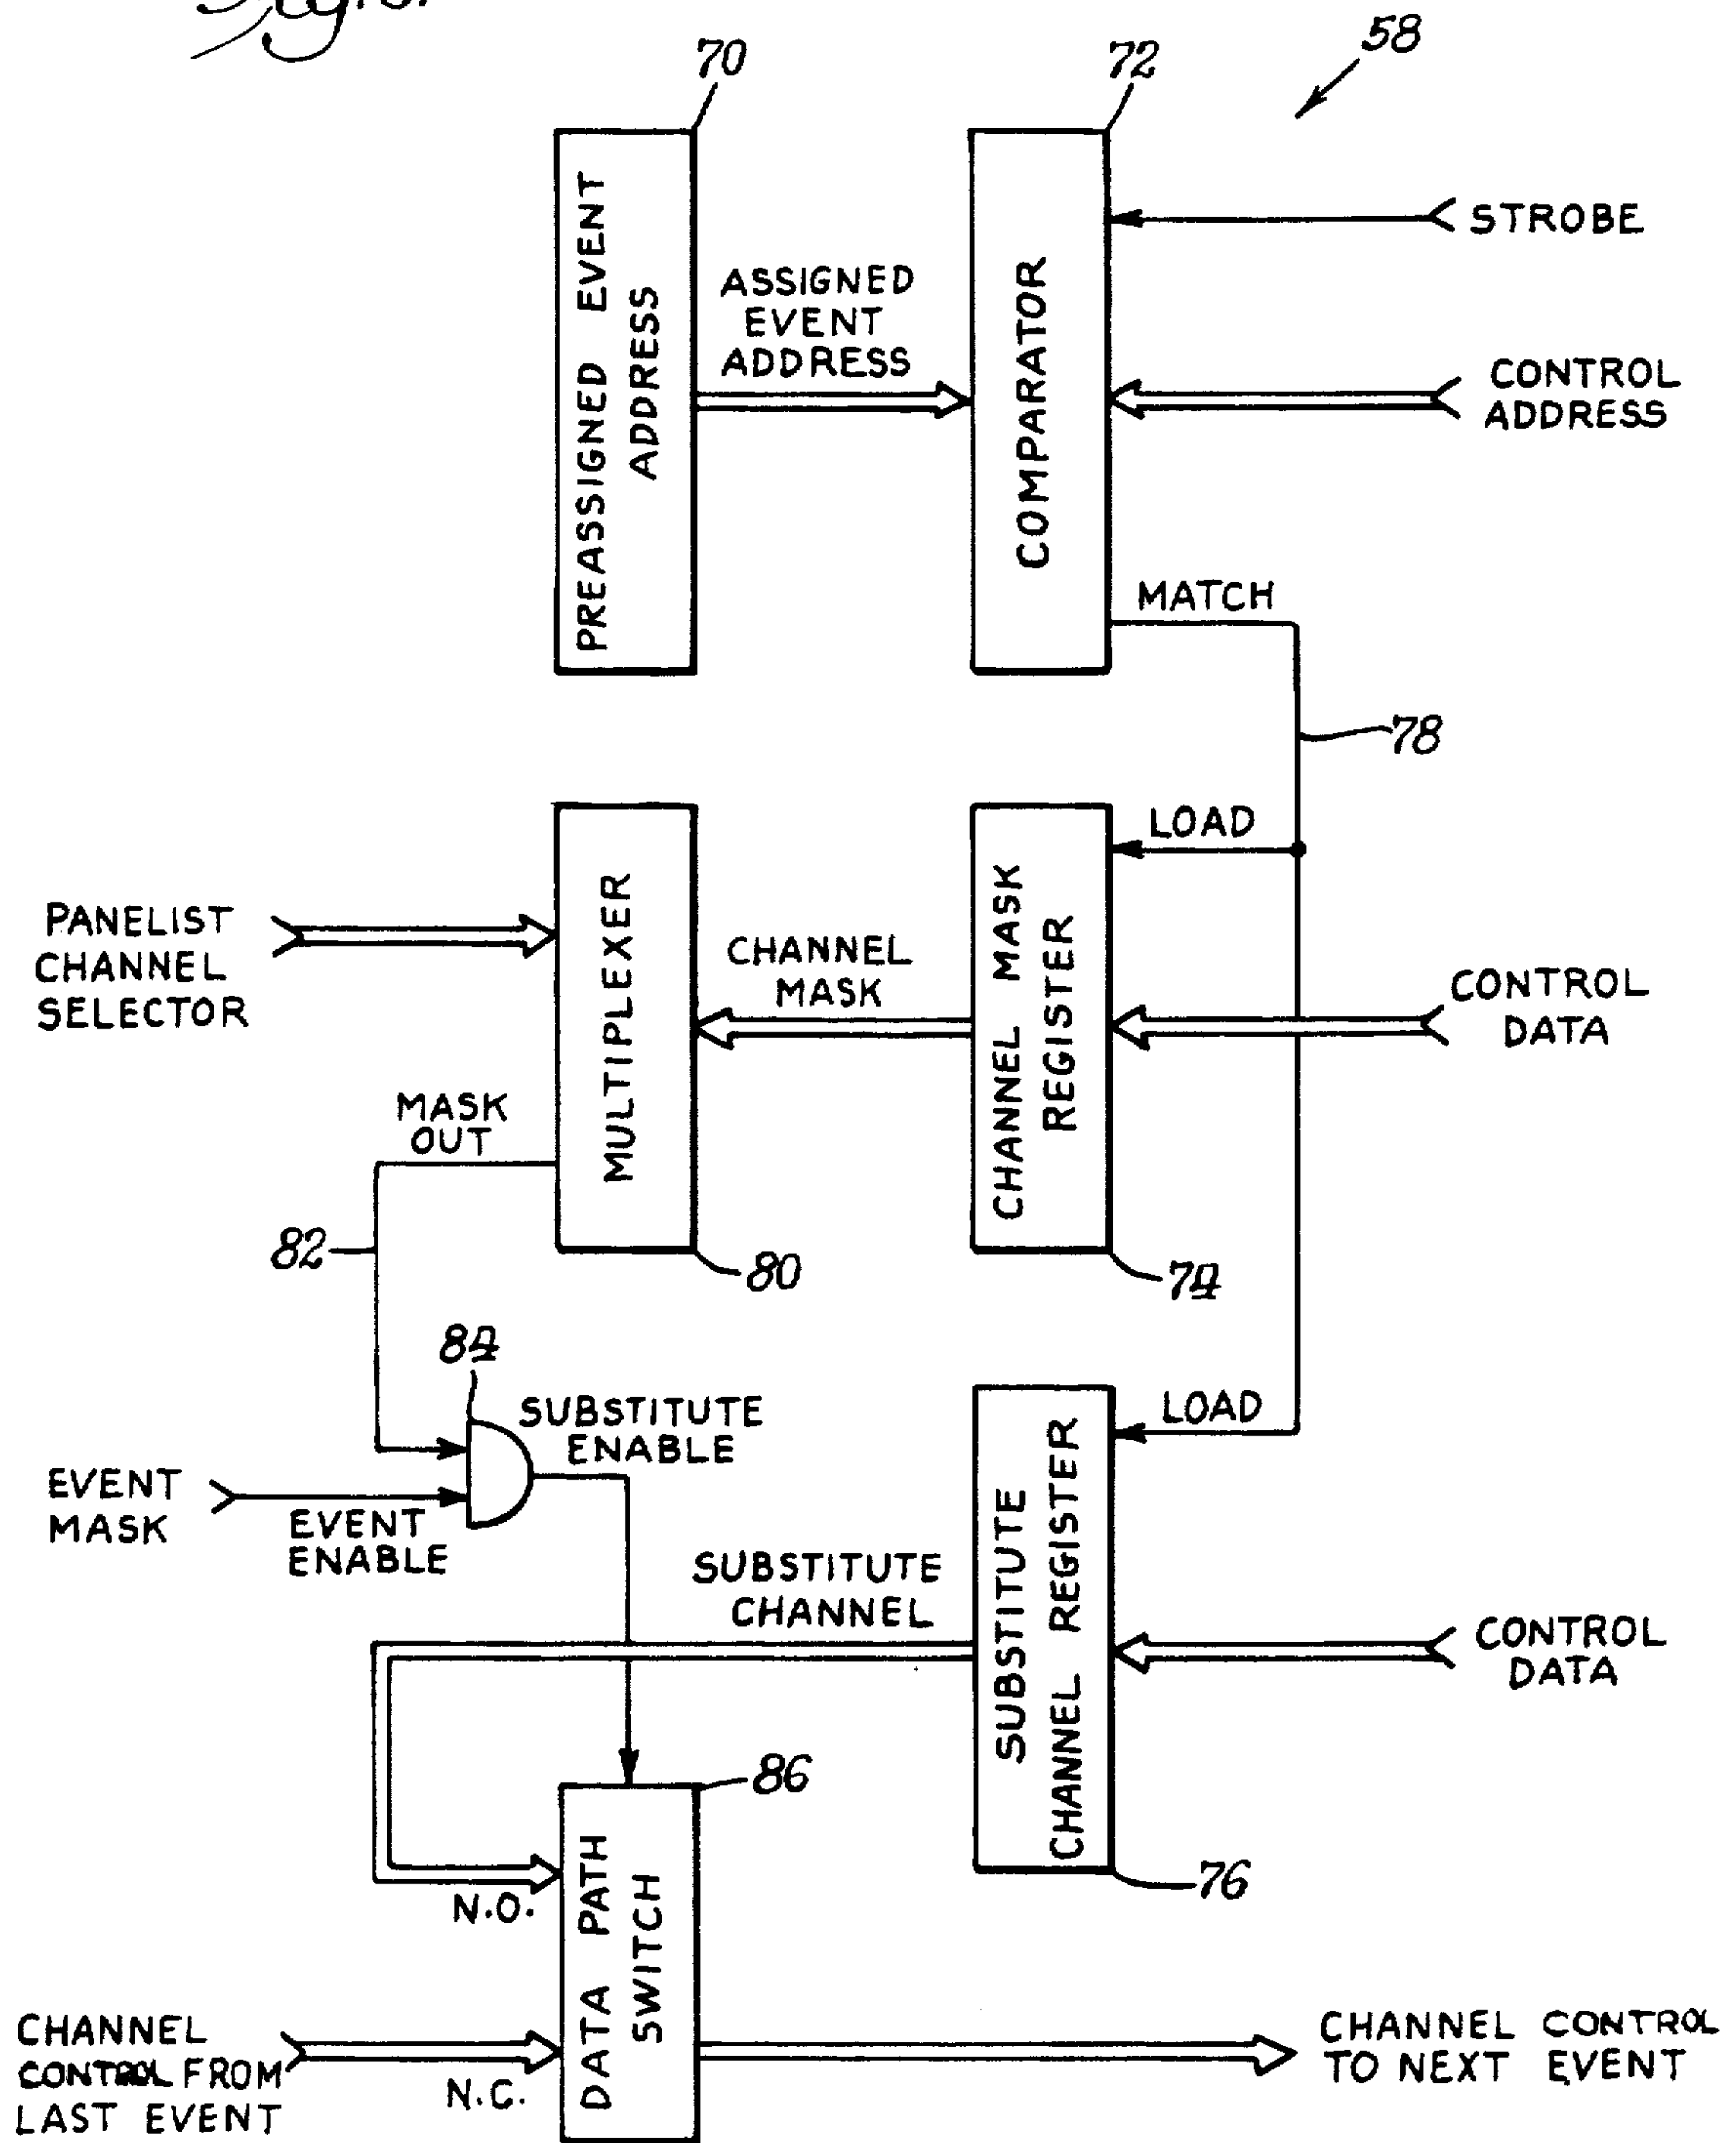 70
72
58
PREASSIGNED EVENT
ADDRESS
ASSIGNED
EVENT
ADDRESS
COMPARATOR
STROBE
CONTROL
ADDRESS
MATCH
78
PANELIST
CHANNEL
SELECTOR
MULTIPLEXER
CHANNEL
MASK
CHANNEL MASK
REGISTER
LOAD
CONTROL
DATA
MASK
OUT
82
80
74
84
SUBSTITUTE
ENABLE
EVENT
MASK
EVENT
ENABLE
SUBSTITUTE
CHANNEL
SUBSTITUTE
CHANNEL REGISTER
LOAD
CONTROL
DATA
86
76
N.O.
DATA PATH
SWITCH
CHANNEL
CONTROL FROM
LAST EVENT
N.C.
CHANNEL CONTROL
TO NEXT EVENT